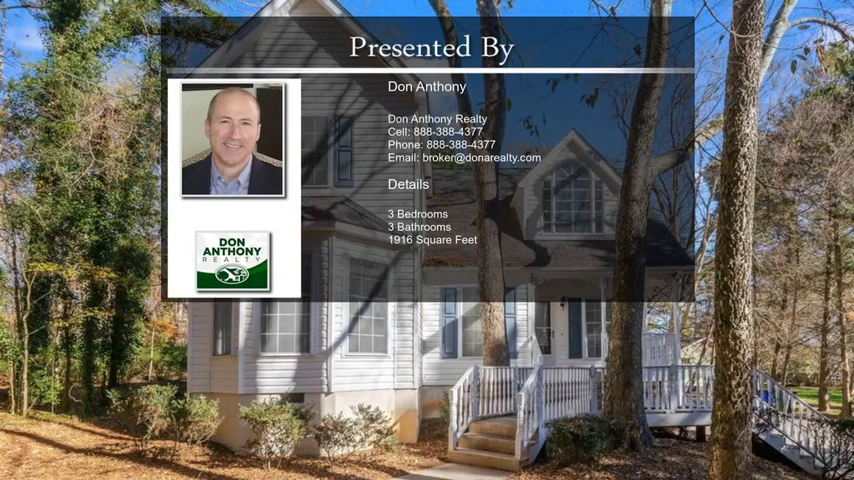 Presented By
Don Anthony
Don Anthony Realty
Cell: 888-388-4377
Phone: 888-388-4377
Email: broker@donarealty.com
Details
3 Bedrooms
3 Bathrooms
1916 Square Feet
DON
ANTHONY
REALTY